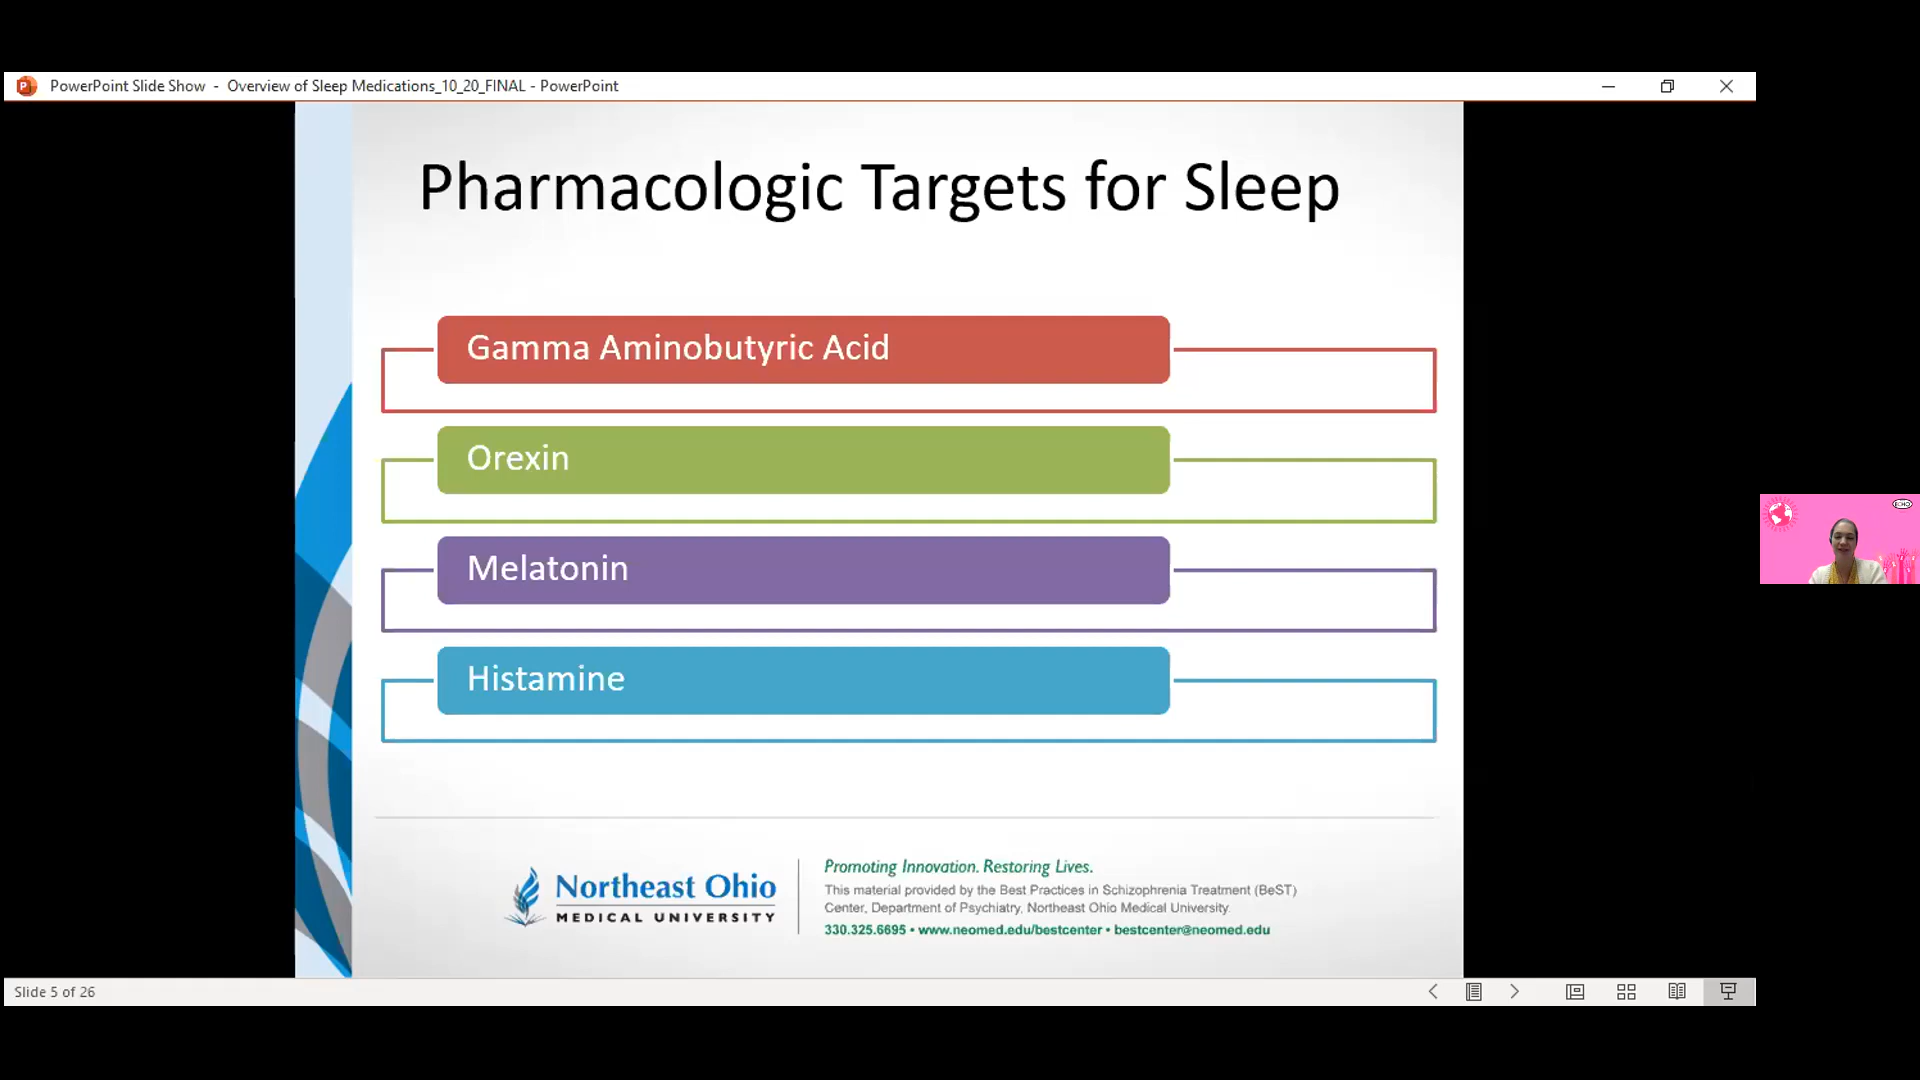 PowerPoint Slide Show - Overview of Sleep Medications_10_20_FINAL - PowerPoint
Pharmacologic Targets for Sleep
Gamma Aminobutyric Acid
Orexin
Melatonin
Histamine
Northeast Ohio
MEDICAL UNIVERSITY
Promoting Innovation. Restoring Lives.
This material provided by the Best Practices in Schizophrenia Treatment (BeST)
Center, Department of Psychiatry, Northeast Ohio Medical University.
330.325.6695 • www.neomed.edu/bestcenter • bestcenter@neomed.edu
ECHO
Slide 5 of 26